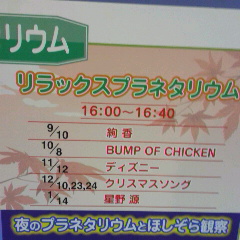 リウム
リラックスプラネタリウム
16:00～16:40
9/10 絢香
10/8 BUMP OF CHICKEN
11/12 ディズニー
12/10,23,24 クリスマスソング
1/14 星野 源
夜のプラネタリウムとほしぞら観察